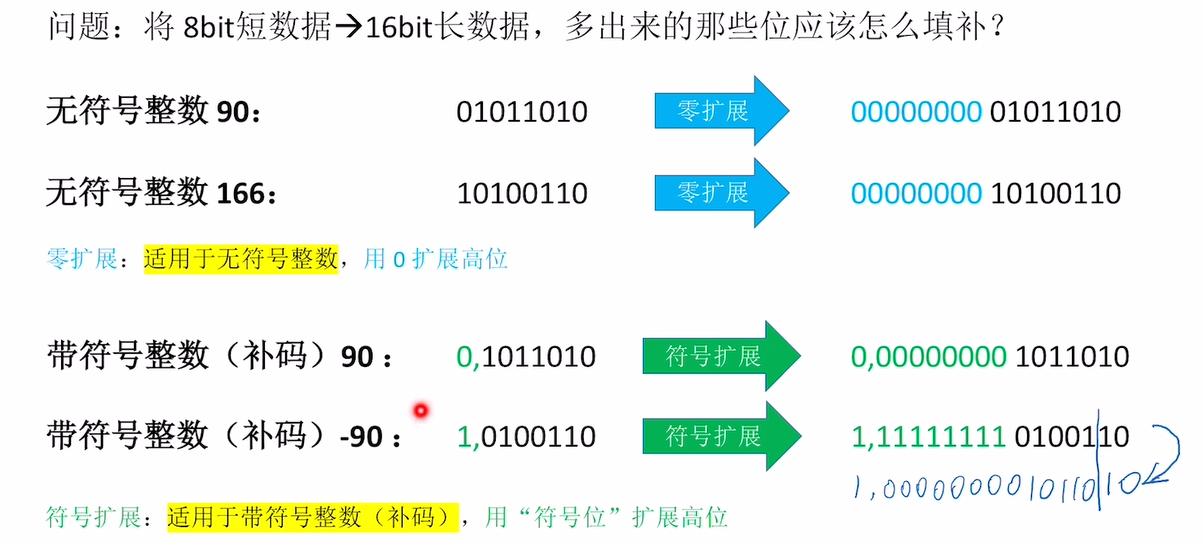 问题：将 8bit短数据→16bit长数据，多出来的那些位应该怎么填补？
无符号整数 90： 01011010 零扩展 00000000 01011010
无符号整数 166： 10100110 零扩展 00000000 10100110
零扩展：适用于无符号整数，用 0 扩展高位
带符号整数（补码）90 ： 0,1011010 符号扩展 0,00000000 1011010
带符号整数（补码）-90 ： 1,0100110 符号扩展 1,11111111 0100110
1,000000001011010
符号扩展：适用于带符号整数（补码），用“符号位”扩展高位